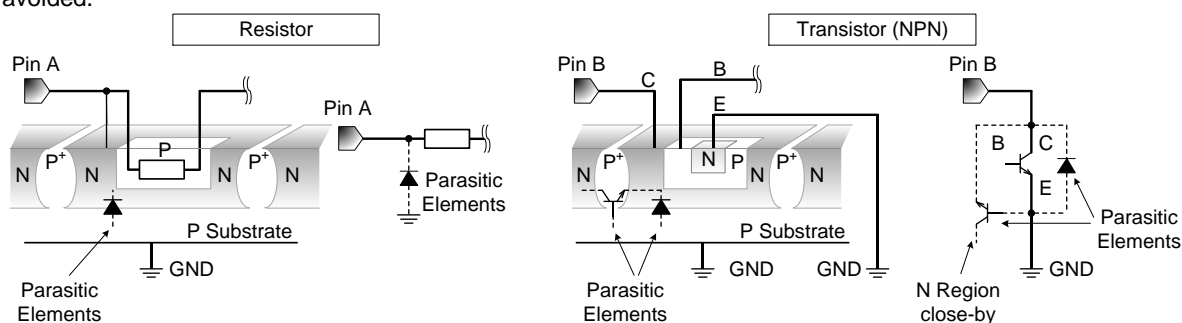 avoided.
Resistor
Transistor (NPN)
Pin A
Pin A
P
N P+ N N P+ N
Parasitic
Elements
P Substrate
GND
Parasitic
Elements
Pin B
C
B
E
N P+ N P N P+ N
P Substrate
GND
GND
Parasitic
Elements
Pin B
B
C
E
Parasitic
Elements
GND
N Region
close-by